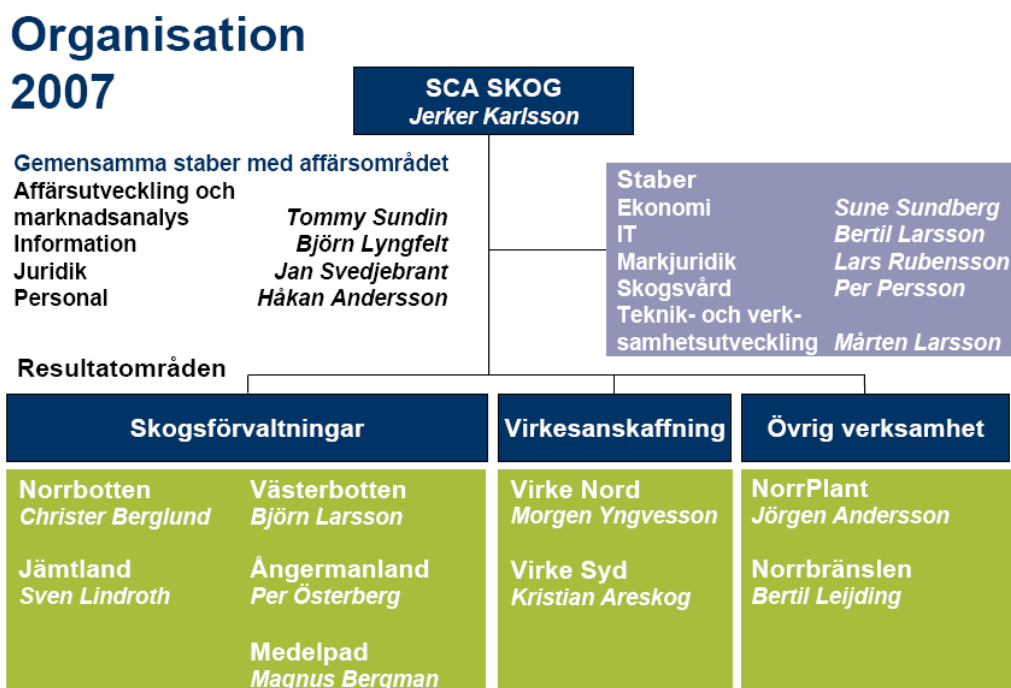 Organisation
2007
SCA SKOG
Jerker Karlsson
Gemensamma staber med affärsområdet
Affärsutveckling och
marknadsanalys Tommy Sundin
Information Björn Lyngfelt
Juridik Jan Svedjebrant
Personal Håkan Andersson
Staber
Ekonomi Sune Sundberg
IT Bertil Larsson
Markjuridik Lars Rubensson
Skogsvård Per Persson
Teknik- och verk-
samhetsutveckling Mårten Larsson
Resultatområden
Skogsförvaltningar
Norrbotten
Christer Berglund
Jämtland
Sven Lindroth
Västerbotten
Björn Larsson
Ångermanland
Per Österberg
Medelpad
Magnus Bergman
Virkesanskaffning
Virke Nord
Morgen Yngvesson
Virke Syd
Kristian Areskog
Övrig verksamhet
NorrPlant
Jörgen Andersson
Norrbränslen
Bertil Leijding